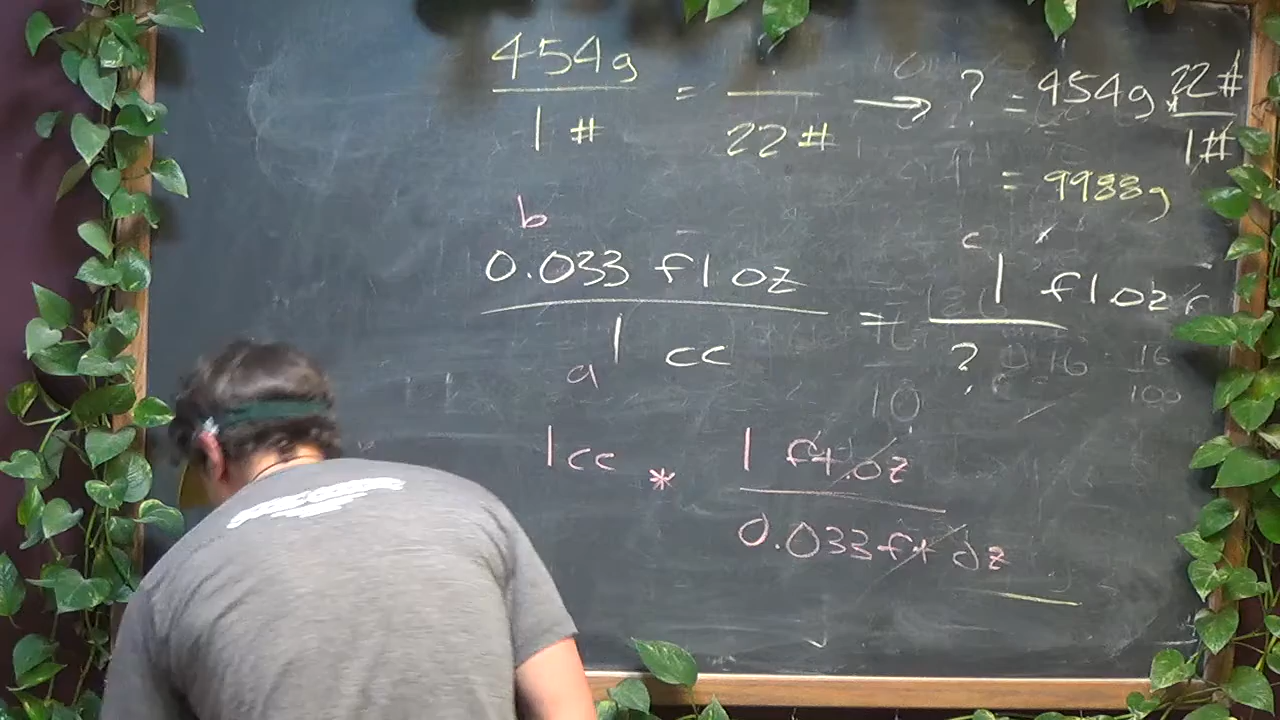 454g / 1 # = / 22 # → ? = 454g * 22# / 1#
= 9988g
b
c
0.033 fl oz / 1 cc = 1 fl oz / ?
a
1cc * 1 fl oz / 0.033 fl oz